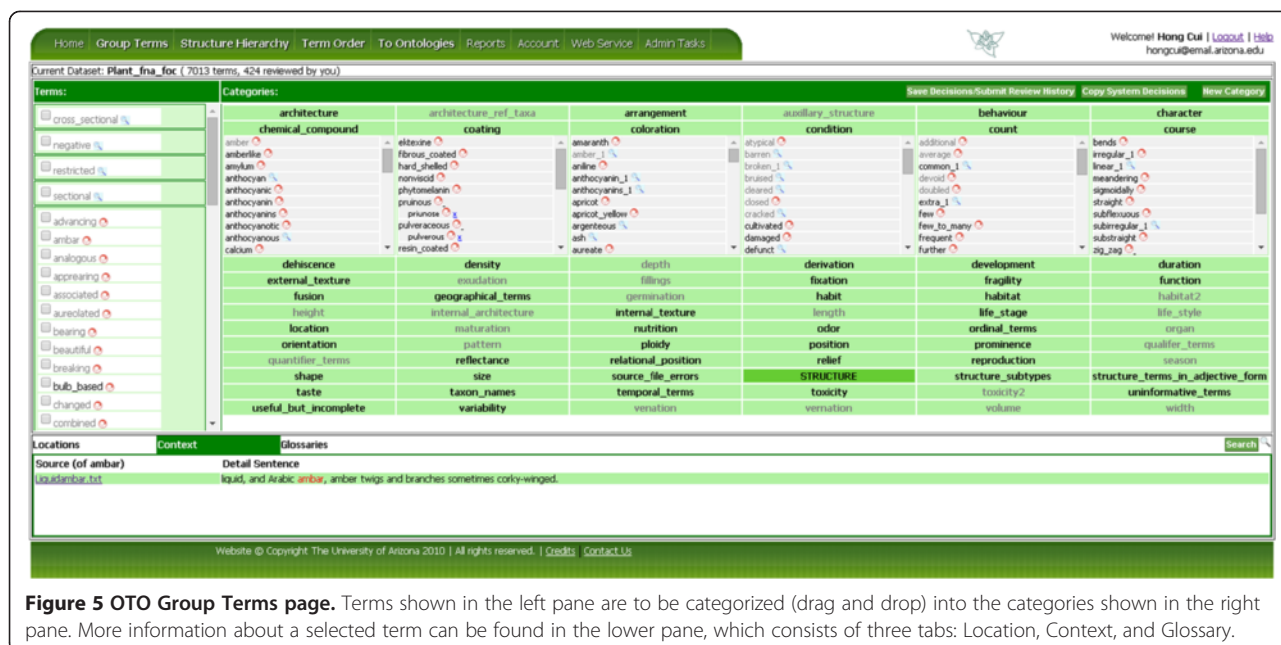 Home Group Terms Structure Hierarchy Term Order To Ontologies Reports Account Web Service Admin Tasks
Welcome! Hong Cui | Logout | Help
hongcui@email.arizona.edu
Current Dataset: Plant_fna_foc ( 7013 terms, 424 reviewed by you)
Terms: Categories: Save Decisions/Submit Review History Copy System Decisions New Category
cross_sectional
negative
restricted
sectional
advancing
ambar
analogous
apprearing
associated
aureolated
bearing
beautiful
breaking
bulb_based
changed
combined
architecture architecture_ref_taxa arrangement auxillary_structure behaviour character
chemical_compound coating coloration condition count course
amber ektexine amaranth atypical additional bends
amberlike fibrous_coated amber_1 barren average irregular_1
amylum hard_shelled aniline broken_1 common_1 linear_1
anthocyan nonviscid anthocyanin_1 bruised devoid meandering
anthocyanic phytomelanin anthocyanins_1 cleared doubled sigmoidally
anthocyanin pruinous apricot closed extra_1 straight
anthocyanins priunose x apricot_yellow cracked few subflexuous
anthocyanotic pulveraceous argenteous cultivated few_to_many subirregular_1
anthocyanous pulverous x ash damaged frequent substraight
calcium resin_coated aureate defunct further zig_zag
dehiscence density depth derivation development duration
external_texture exudation fillings fixation fragility function
fusion geographical_terms germination habit habitat habitat2
height internal_architecture internal_texture length life_stage life_style
location maturation nutrition odor ordinal_terms organ
orientation pattern ploidy position prominence qualifer_terms
quantifier_terms reflectance relational_position relief reproduction season
shape size source_file_errors STRUCTURE structure_subtypes structure_terms_in_adjective_form
taste taxon_names temporal_terms toxicity toxicity2 uninformative_terms
useful_but_incomplete variability venation vernation volume width
Locations Context Glossaries Search
Source (of ambar) Detail Sentence
Liquidambar.txt liquid, and Arabic ambar, amber twigs and branches sometimes corky-winged.
Website © Copyright The University of Arizona 2010 | All rights reserved. | Credits | Contact Us
Figure 5 OTO Group Terms page. Terms shown in the left pane are to be categorized (drag and drop) into the categories shown in the right
pane. More information about a selected term can be found in the lower pane, which consists of three tabs: Location, Context, and Glossary.